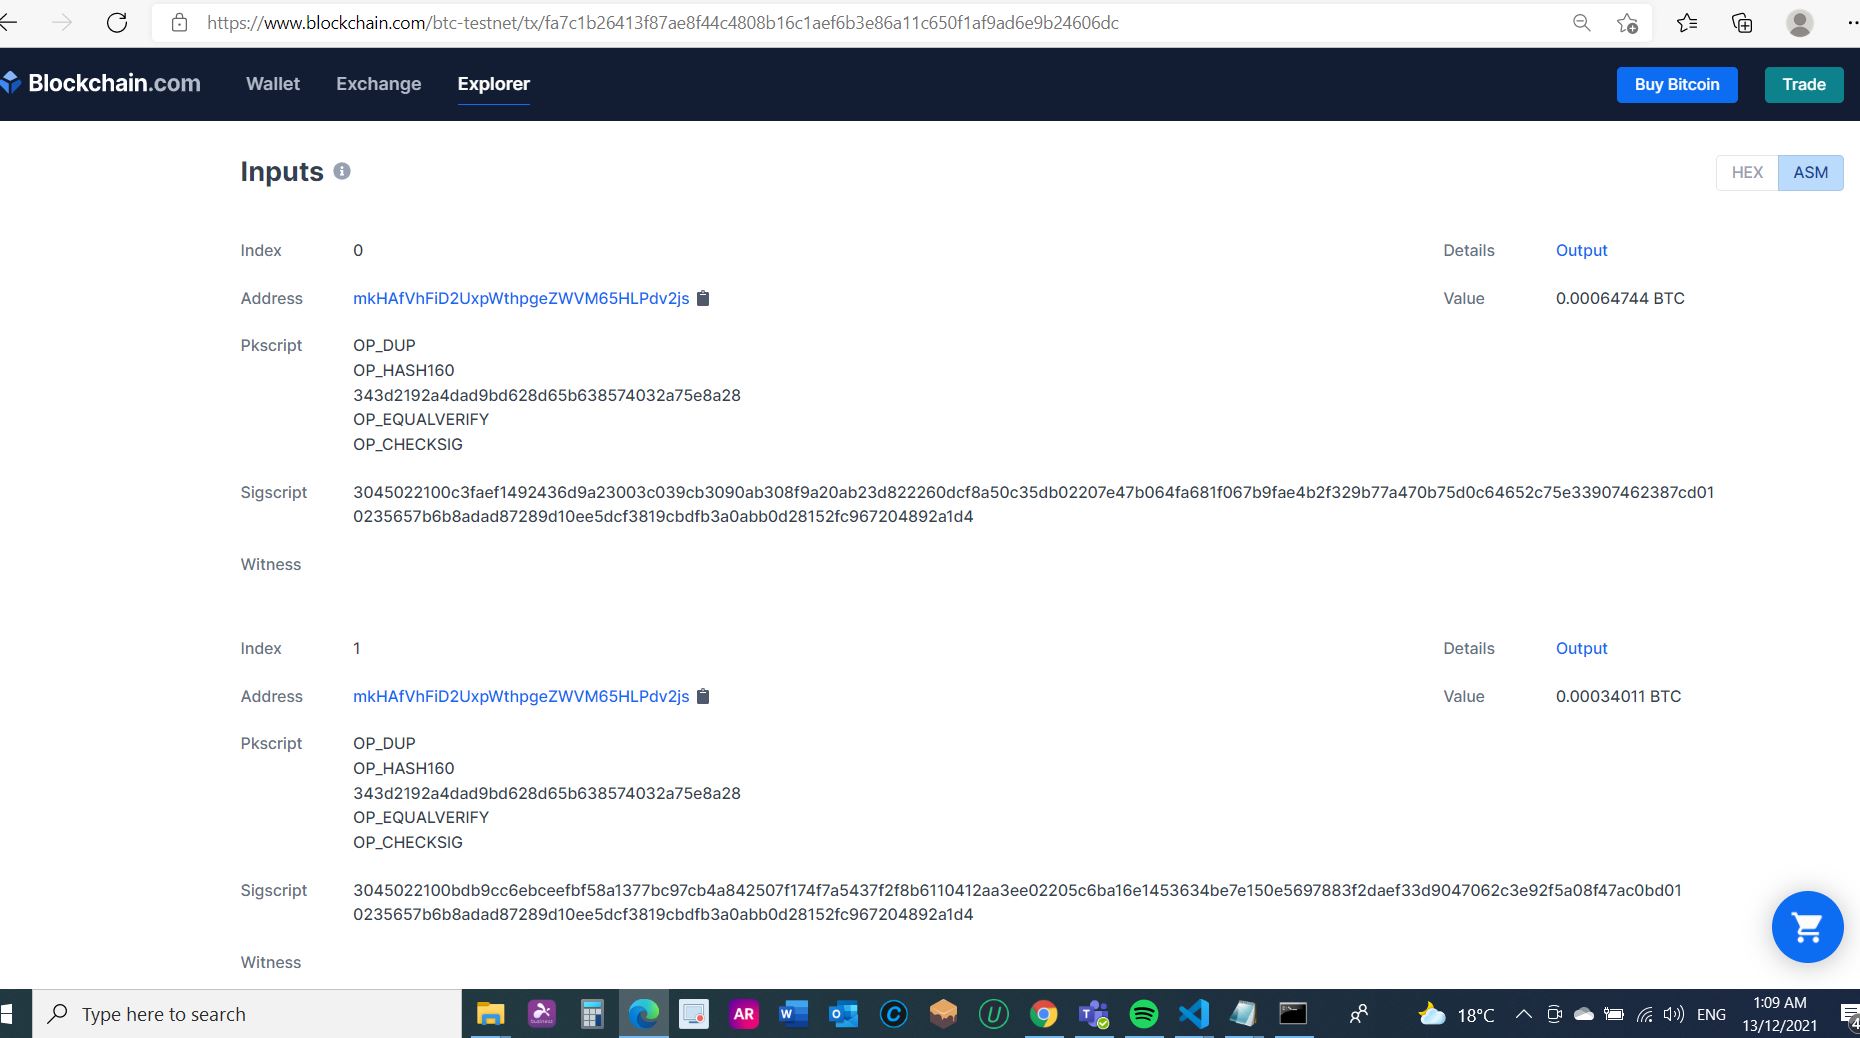 https://www.blockchain.com/btc-testnet/tx/fa7c1b26413f87ae8f44c4808b16c1aef6b3e86a11c650f1af9ad6e9b24606dc
Blockchain.com Wallet Exchange Explorer Buy Bitcoin Trade
Inputs HEX ASM
Index 0 Details Output
Address mkHAfVhFiD2UxpWthpgeZWVM65HLPdv2js Value 0.00064744 BTC
Pkscript OP_DUP
OP_HASH160
343d2192a4dad9bd628d65b638574032a75e8a28
OP_EQUALVERIFY
OP_CHECKSIG
Sigscript 3045022100c3faef1492436d9a23003c039cb3090ab308f9a20ab23d822260dcf8a50c35db02207e47b064fa681f067b9fae4b2f329b77a470b75d0c64652c75e33907462387cd01
0235657b6b8adad87289d10ee5dcf3819cbdfb3a0abb0d28152fc967204892a1d4
Witness
Index 1 Details Output
Address mkHAfVhFiD2UxpWthpgeZWVM65HLPdv2js Value 0.00034011 BTC
Pkscript OP_DUP
OP_HASH160
343d2192a4dad9bd628d65b638574032a75e8a28
OP_EQUALVERIFY
OP_CHECKSIG
Sigscript 3045022100bdb9cc6ebceefbf58a1377bc97cb4a842507f174f7a5437f2f8b6110412aa3ee02205c6ba16e1453634be7e150e5697883f2daef33d9047062c3e92f5a08f47ac0bd01
0235657b6b8adad87289d10ee5dcf3819cbdfb3a0abb0d28152fc967204892a1d4
Witness
Type here to search AR 18°C ENG 1:09 AM
13/12/2021 4